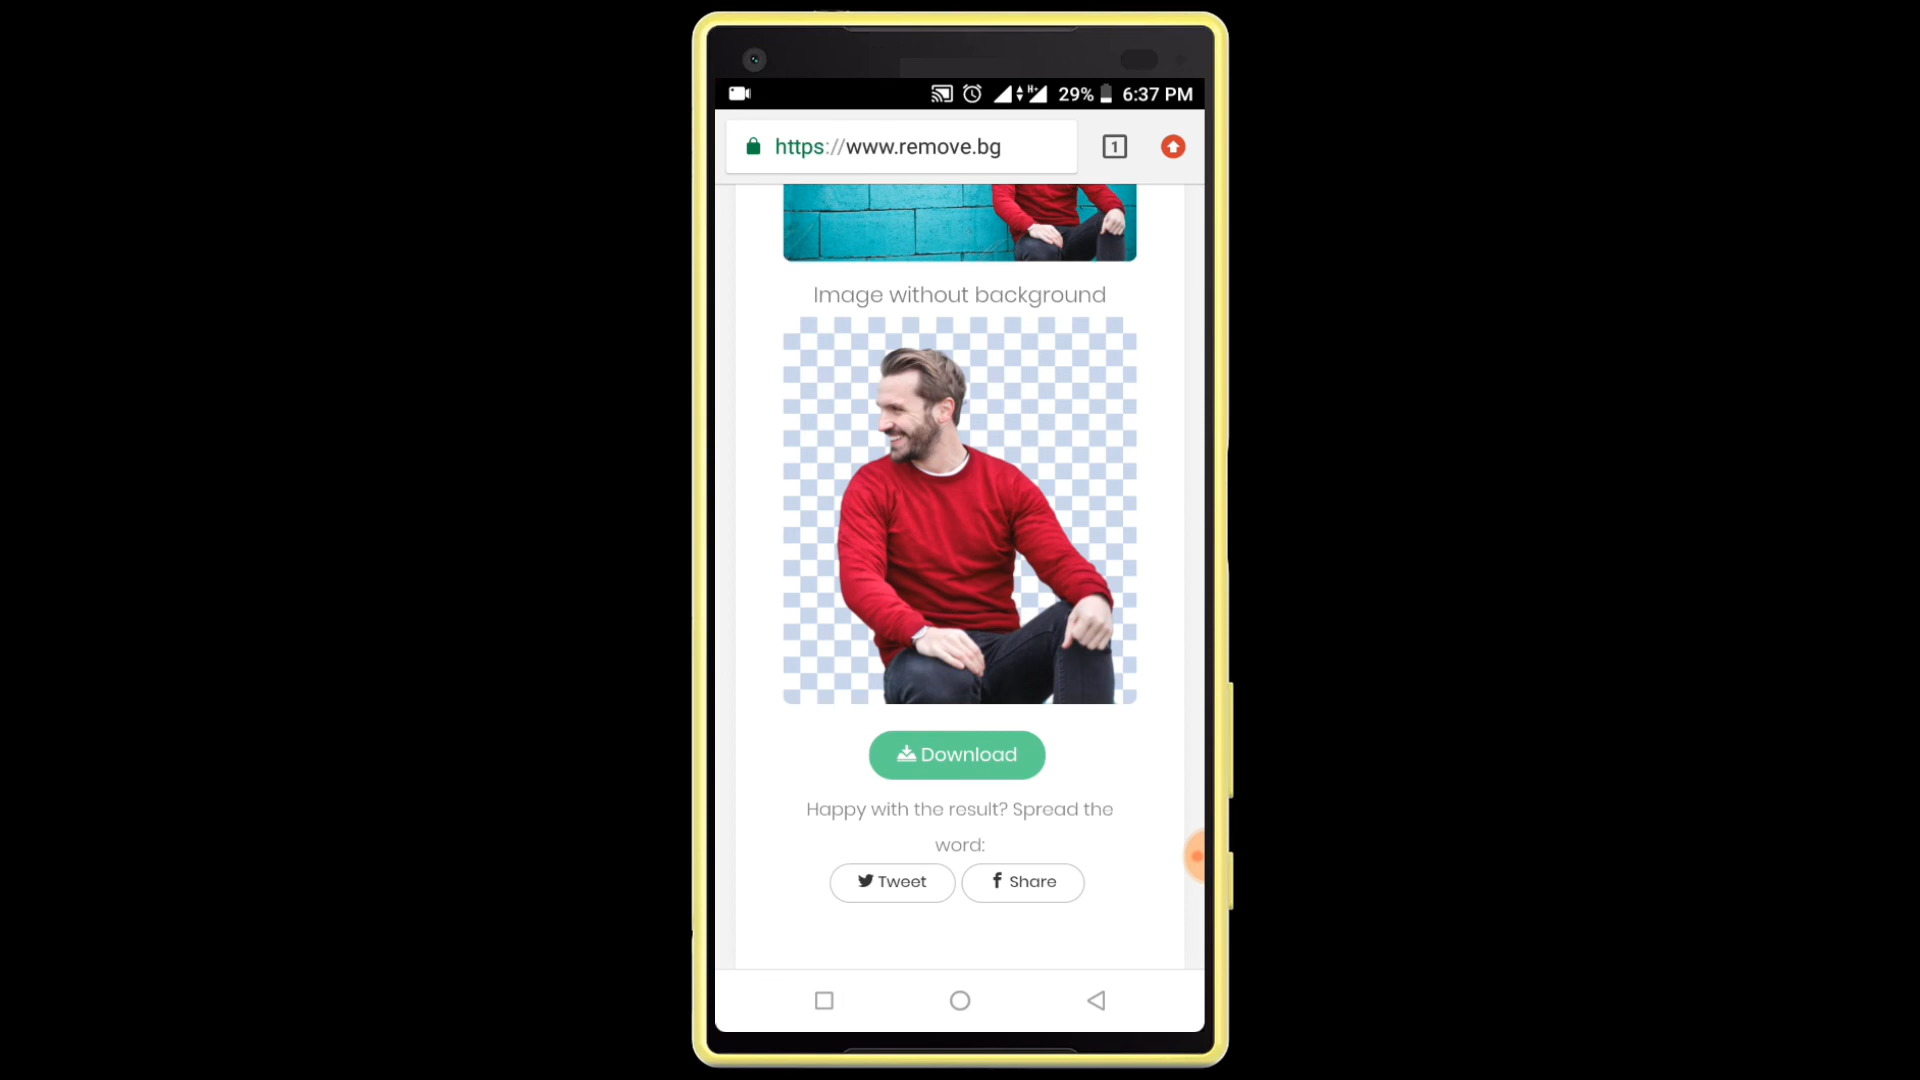 29% 6:37 PM
https://www.remove.bg 1
Image without background
Download
Happy with the result? Spread the
word:
Tweet Share